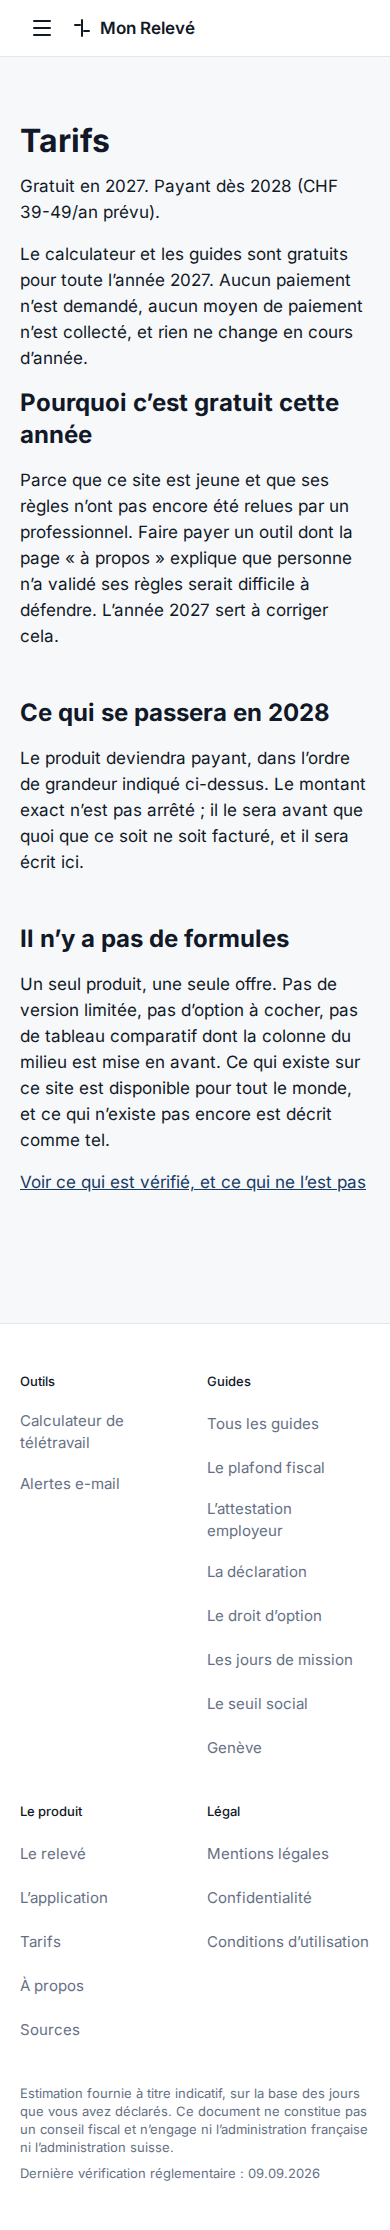 Mon Relevé
Tarifs
Gratuit en 2027. Payant dès 2028 (CHF
39-49/an prévu).
Le calculateur et les guides sont gratuits
pour toute l’année 2027. Aucun paiement
n’est demandé, aucun moyen de paiement
n’est collecté, et rien ne change en cours
d’année.
Pourquoi c’est gratuit cette
année
Parce que ce site est jeune et que ses
règles n’ont pas encore été relues par un
professionnel. Faire payer un outil dont la
page « à propos » explique que personne
n’a validé ses règles serait difficile à
défendre. L’année 2027 sert à corriger
cela.
Ce qui se passera en 2028
Le produit deviendra payant, dans l’ordre
de grandeur indiqué ci-dessus. Le montant
exact n’est pas arrêté ; il le sera avant que
quoi que ce soit ne soit facturé, et il sera
écrit ici.
Il n’y a pas de formules
Un seul produit, une seule offre. Pas de
version limitée, pas d’option à cocher, pas
de tableau comparatif dont la colonne du
milieu est mise en avant. Ce qui existe sur
ce site est disponible pour tout le monde,
et ce qui n’existe pas encore est décrit
comme tel.
Voir ce qui est vérifié, et ce qui ne l’est pas
Outils
Calculateur de
télétravail
Alertes e-mail
Guides
Tous les guides
Le plafond fiscal
L’attestation
employeur
La déclaration
Le droit d’option
Les jours de mission
Le seuil social
Genève
Le produit
Le relevé
L’application
Tarifs
À propos
Sources
Légal
Mentions légales
Confidentialité
Conditions d’utilisation
Estimation fournie à titre indicatif, sur la base des jours
que vous avez déclarés. Ce document ne constitue pas
un conseil fiscal et n’engage ni l’administration française
ni l’administration suisse.
Dernière vérification réglementaire : 09.09.2026